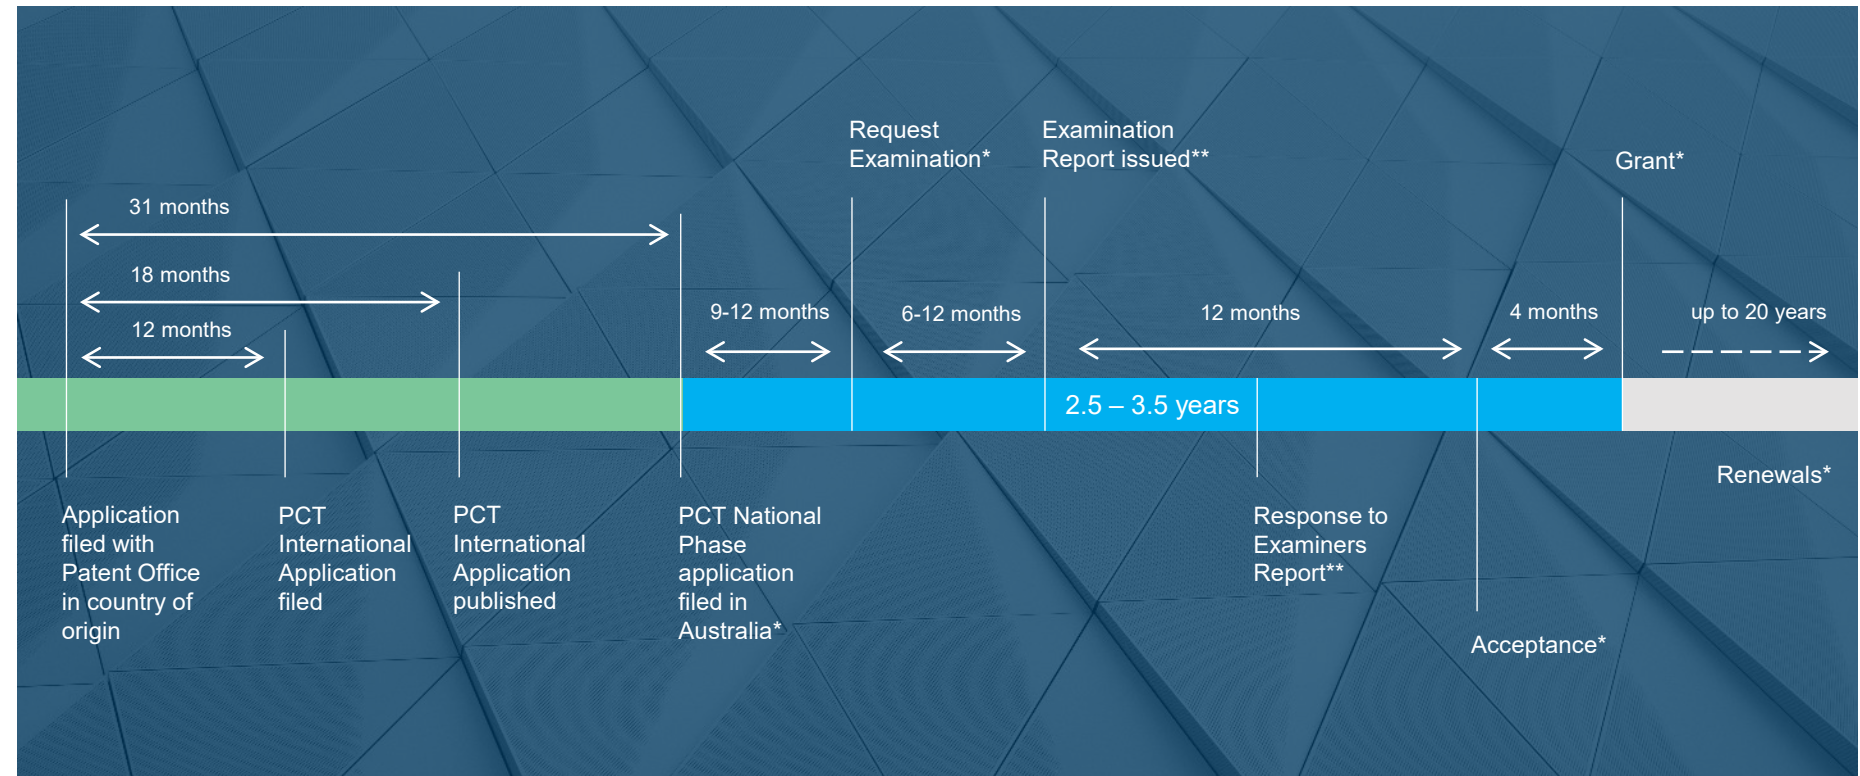 Request
Examination*
Examination
Report issued**
Grant*
31 months
18 months
12 months
9-12 months
6-12 months
12 months
4 months
up to 20 years
2.5 – 3.5 years
Renewals*
Application
filed with
Patent Office
in country of
origin
PCT
International
Application
filed
PCT
International
Application
published
PCT National
Phase
application
filed in
Australia*
Response to
Examiners
Report**
Acceptance*